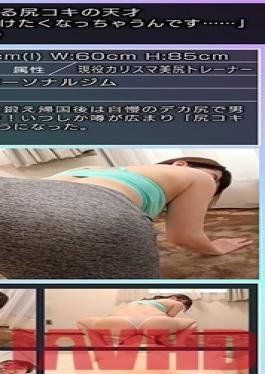 る尻コキの天才
けたくなっちゃうんです……」
cm(I) W:60cm H:85cm
属性／現役カリスマ美尻トレーナー
ーソナルジム
鍛え帰国後は自慢のデカ尻で男
！いつしか噂が広まり「尻コキ
うになった。